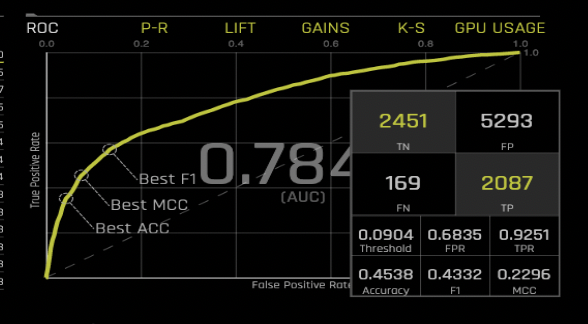 ROC P-R LIFT GAINS K-S GPU USAGE
0.0 0.2 0.4 0.6 0.8 1.0
1.0
2451 5293
TN FP
169 2087
FN TP
0.0904 0.6835 0.9251
Threshold FPR TPR
0.4538 0.4332 0.2296
Accuracy F1 MCC
0.784
(AUC)
Best F1
Best MCC
Best ACC
True Positive Rate
False Positive Rate